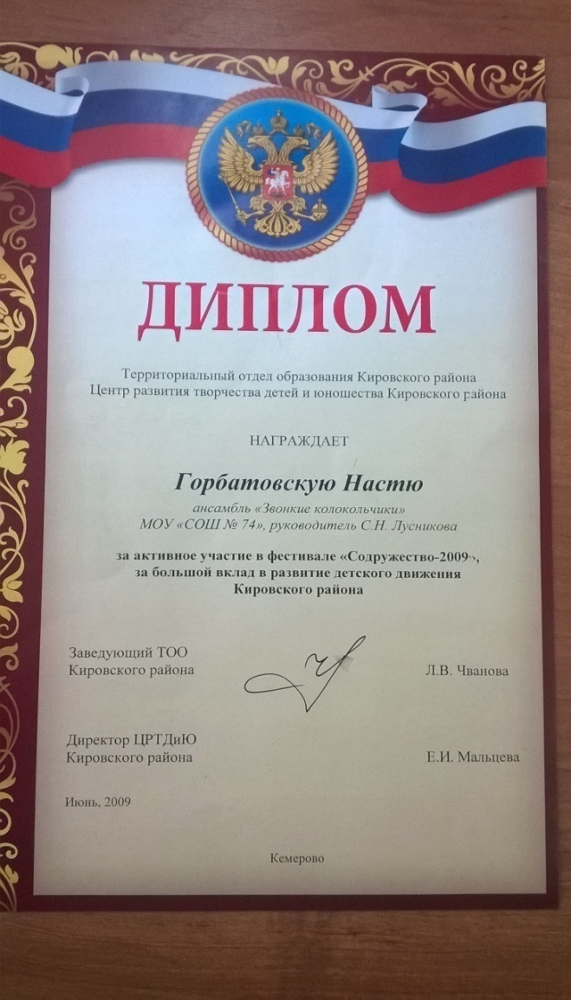 ДИПЛОМ
Территориальный отдел образования Кировского района
Центр развития творчества детей и юношества Кировского района
НАГРАЖДАЕТ
Горбатовскую Настю
ансамбль «Звонкие колокольчики»
МОУ «СОШ № 74», руководитель С.Н. Лусникова
за активное участие в фестивале «Содружество-2009»,
за большой вклад в развитие детского движения
Кировского района
Заведующий ТОО
Кировского района Л.В. Чванова
Директор ЦРТДиЮ
Кировского района Е.И. Мальцева
Июнь, 2009
Кемерово